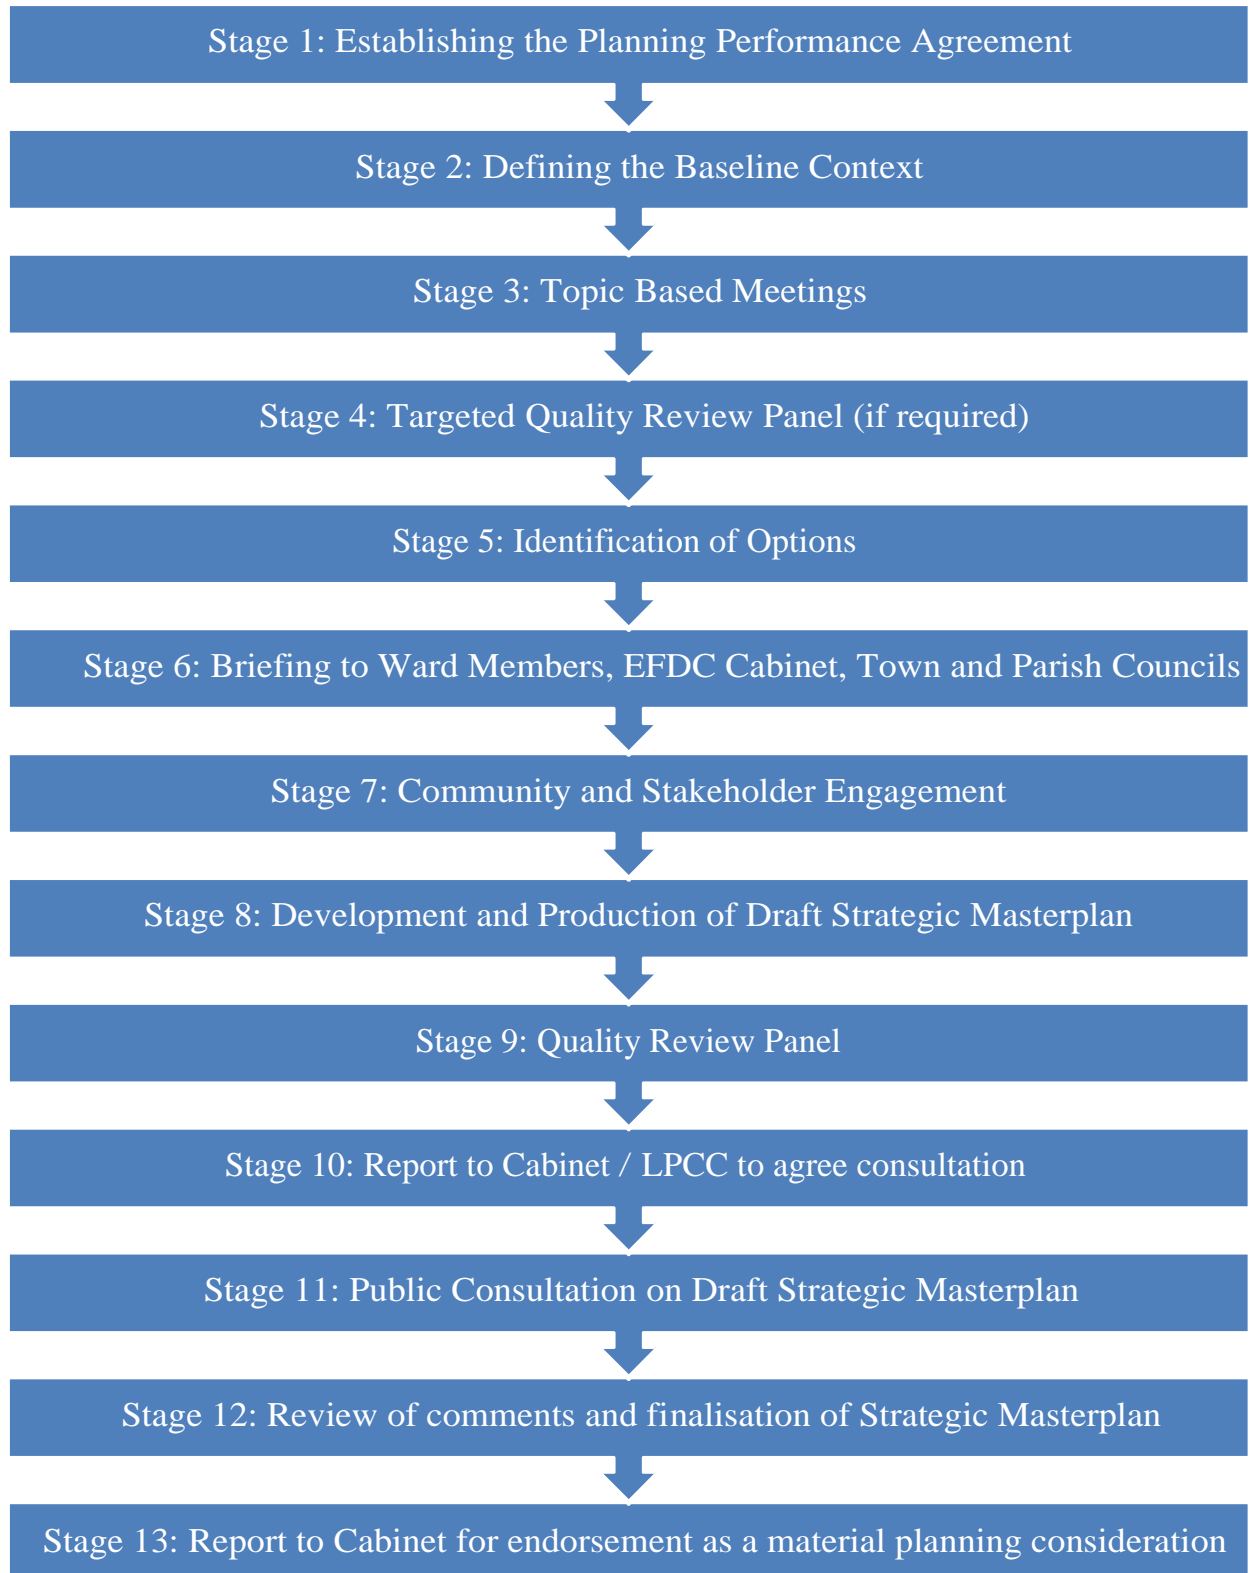 Stage 1: Establishing the Planning Performance Agreement
Stage 2: Defining the Baseline Context
Stage 3: Topic Based Meetings
Stage 4: Targeted Quality Review Panel (if required)
Stage 5: Identification of Options
Stage 6: Briefing to Ward Members, EFDC Cabinet, Town and Parish Councils
Stage 7: Community and Stakeholder Engagement
Stage 8: Development and Production of Draft Strategic Masterplan
Stage 9: Quality Review Panel
Stage 10: Report to Cabinet / LPCC to agree consultation
Stage 11: Public Consultation on Draft Strategic Masterplan
Stage 12: Review of comments and finalisation of Strategic Masterplan
Stage 13: Report to Cabinet for endorsement as a material planning consideration